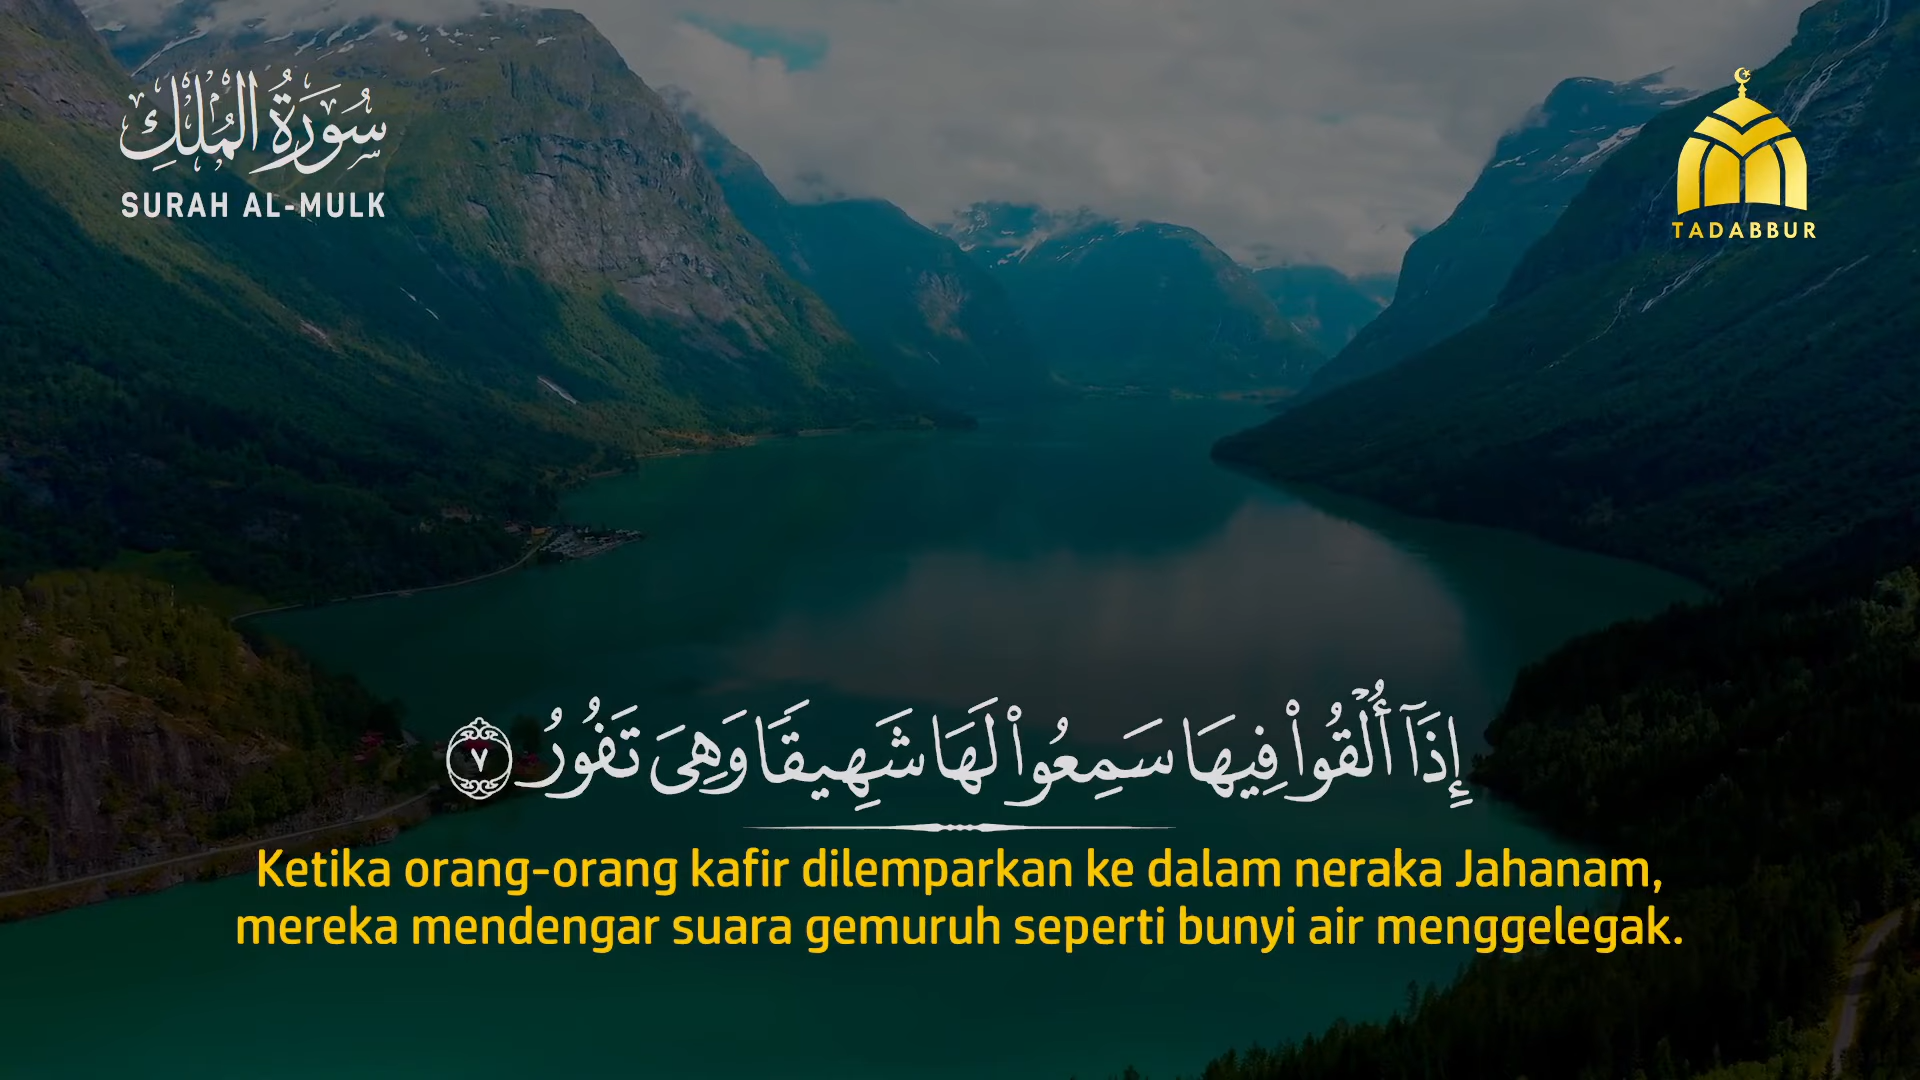 سُورَةُ الْمُلْكِ
SURAH AL-MULK
TADABBUR
إِذَآ أُلْقُوا۟ فِيهَا سَمِعُوا۟ لَهَا شَهِيقًا وَهِىَ تَفُورُ ٧
Ketika orang-orang kafir dilemparkan ke dalam neraka Jahanam,
mereka mendengar suara gemuruh seperti bunyi air menggelegak.